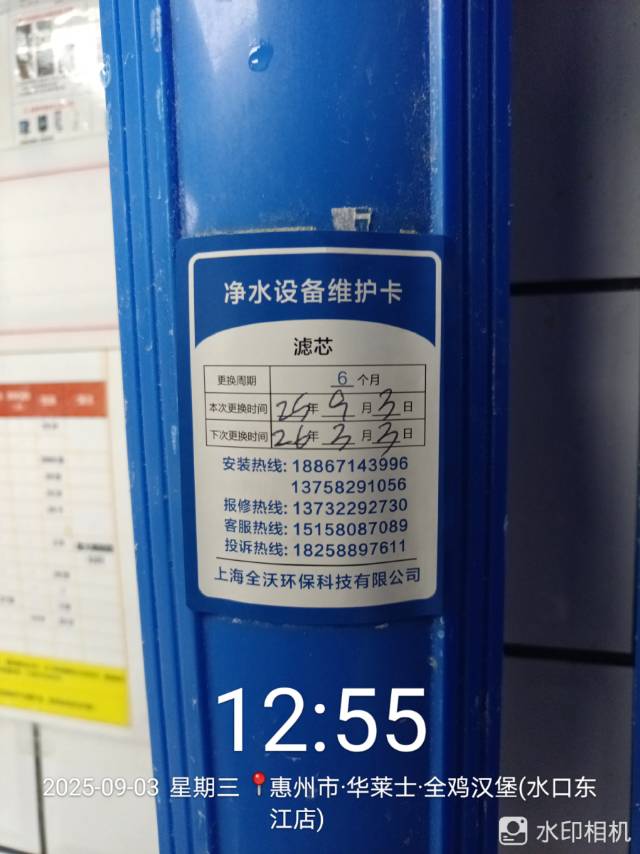 净水设备维护卡
滤芯
更换周期 6 个月
本次更换时间 25年 9 月 3 日
下次更换时间 26年 3 月 3 日
安装热线: 18867143996
13758291056
报修热线: 13732292730
客服热线: 15158087089
投诉热线: 18258897611
上海全沃环保科技有限公司
12:55
2025-09-03 星期三 惠州市·华莱士·全鸡汉堡(水口东
江店)
水印相机